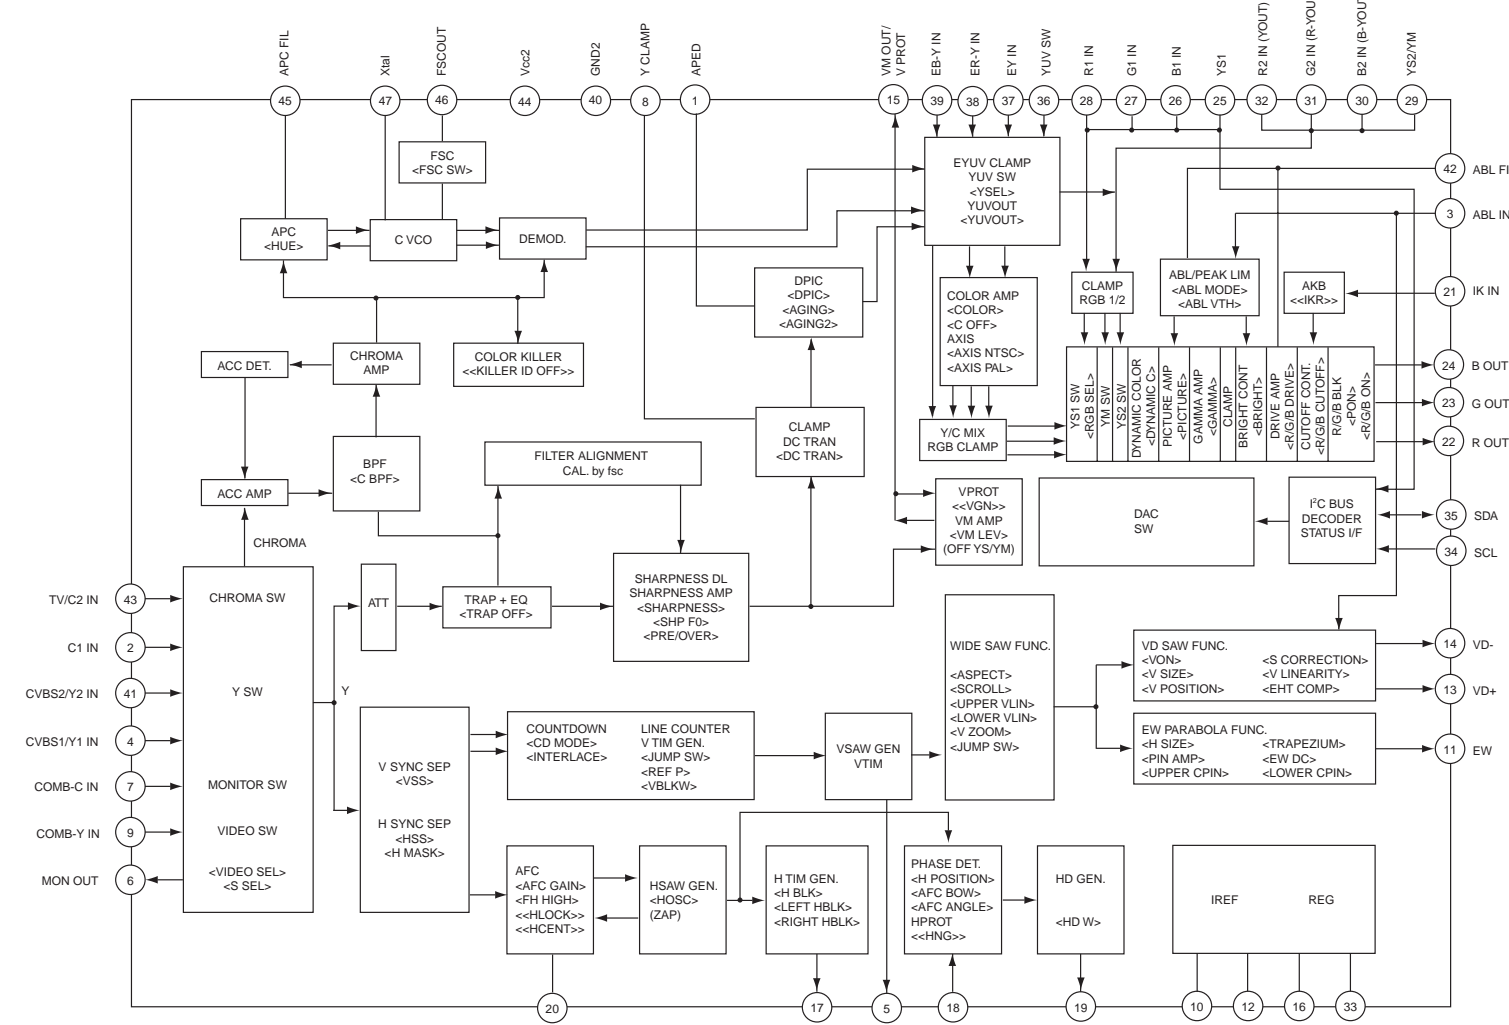 APC FIL
Xtal
FSCOUT
Vcc2
GND2
Y CLAMP
APED
VM OUT/
V PROT
EB-Y IN
ER-Y IN
EY IN
YUV SW
R1 IN
G1 IN
B1 IN
YS1
R2 IN (YOUT)
G2 IN (R-YOU
B2 IN (B-YOU
YS2/YM
45
47
46
44
40
8
1
15
39
38
37
36
28
27
26
25
32
31
30
29
FSC
<FSC SW>
EYUV CLAMP
YUV SW
<YSEL>
YUVOUT
<YUVOUT>
42
ABL FI
3
ABL IN
APC
<HUE>
C VCO
DEMOD.
DPIC
<DPIC>
<AGING>
<AGING2>
COLOR AMP
<COLOR>
<C OFF>
AXIS
<AXIS NTSC>
<AXIS PAL>
CLAMP
RGB 1/2
ABL/PEAK LIM
<ABL MODE>
<ABL VTH>
AKB
<<IKR>>
21
IK IN
ACC DET.
CHROMA
AMP
COLOR KILLER
<<KILLER ID OFF>>
YS1 SW
<RGB SEL>
YM SW
YS2 SW
DYNAMIC COLOR
<DYNAMIC C>
PICTURE AMP
<PICTURE>
GAMMA AMP
<GAMMA>
CLAMP
BRIGHT CONT
<BRIGHT>
DRIVE AMP
<R/G/B DRIVE>
CUTOFF CONT.
<R/G/B CUTOFF>
R/G/B BLK
<PON>
<R/G/B ON>
24
B OUT
23
G OUT
22
R OUT
CLAMP
DC TRAN
<DC TRAN>
Y/C MIX
RGB CLAMP
FILTER ALIGNMENT
CAL. by fsc
BPF
<C BPF>
ACC AMP
CHROMA
VPROT
<<VGN>>
VM AMP
<VM LEV>
(OFF YS/YM)
DAC
SW
I2C BUS
DECODER
STATUS I/F
35
SDA
34
SCL
TV/C2 IN
43
CHROMA SW
ATT
TRAP + EQ
<TRAP OFF>
SHARPNESS DL
SHARPNESS AMP
<SHARPNESS>
<SHP F0>
<PRE/OVER>
C1 IN
2
CVBS2/Y2 IN
41
Y SW
Y
CVBS1/Y1 IN
4
COMB-C IN
7
MONITOR SW
COMB-Y IN
9
VIDEO SW
MON OUT
6
<VIDEO SEL>
<S SEL>
V SYNC SEP
<VSS>
H SYNC SEP
<HSS>
<H MASK>
COUNTDOWN
<CD MODE>
<INTERLACE>
LINE COUNTER
V TIM GEN.
<JUMP SW>
<REF P>
<VBLKW>
VSAW GEN
VTIM
WIDE SAW FUNC.
<ASPECT>
<SCROLL>
<UPPER VLIN>
<LOWER VLIN>
<V ZOOM>
<JUMP SW>
VD SAW FUNC.
<VON>
<V SIZE>
<V POSITION>
<S CORRECTION>
<V LINEARITY>
<EHT COMP>
14
VD-
13
VD+
EW PARABOLA FUNC.
<H SIZE>
<PIN AMP>
<UPPER CPIN>
<TRAPEZIUM>
<EW DC>
<LOWER CPIN>
11
EW
AFC
<AFC GAIN>
<FH HIGH>
<<HLOCK>>
<<HCENT>>
HSAW GEN.
<HOSC>
(ZAP)
H TIM GEN.
<H BLK>
<LEFT HBLK>
<RIGHT HBLK>
PHASE DET.
<H POSITION>
<AFC BOW>
<AFC ANGLE>
HPROT
<<HNG>>
HD GEN.
<HD W>
IREF
REG
20
17
5
18
19
10
12
16
33